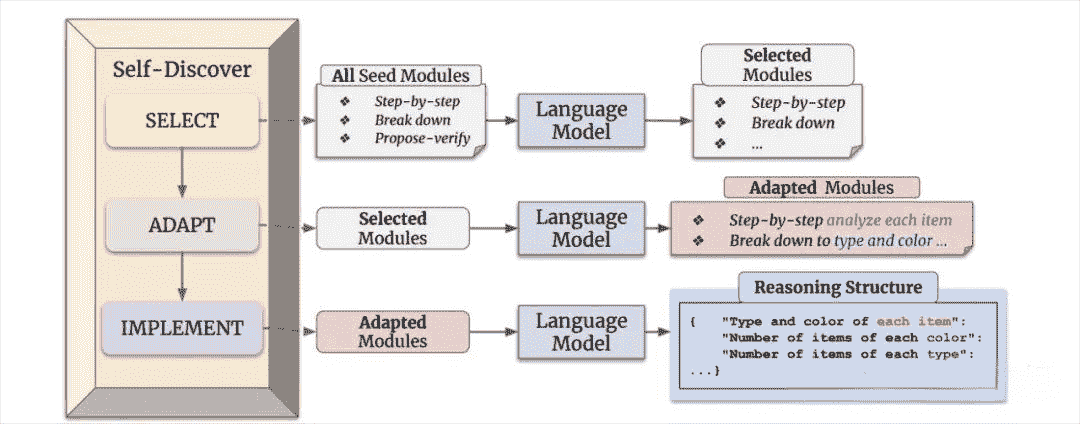 Self-Discover
SELECT
All Seed Modules
❖ Step-by-step
❖ Break down
❖ Propose-verify
Language
Model
Selected
Modules
❖ Step-by-step
❖ Break down
❖ ...
ADAPT
Selected
Modules
Language
Model
Adapted Modules
❖ Step-by-step analyze each item
❖ Break down to type and color ...
IMPLEMENT
Adapted
Modules
Language
Model
Reasoning Structure
{ "Type and color of each item":
"Number of items of each color":
"Number of items of each type":
...}